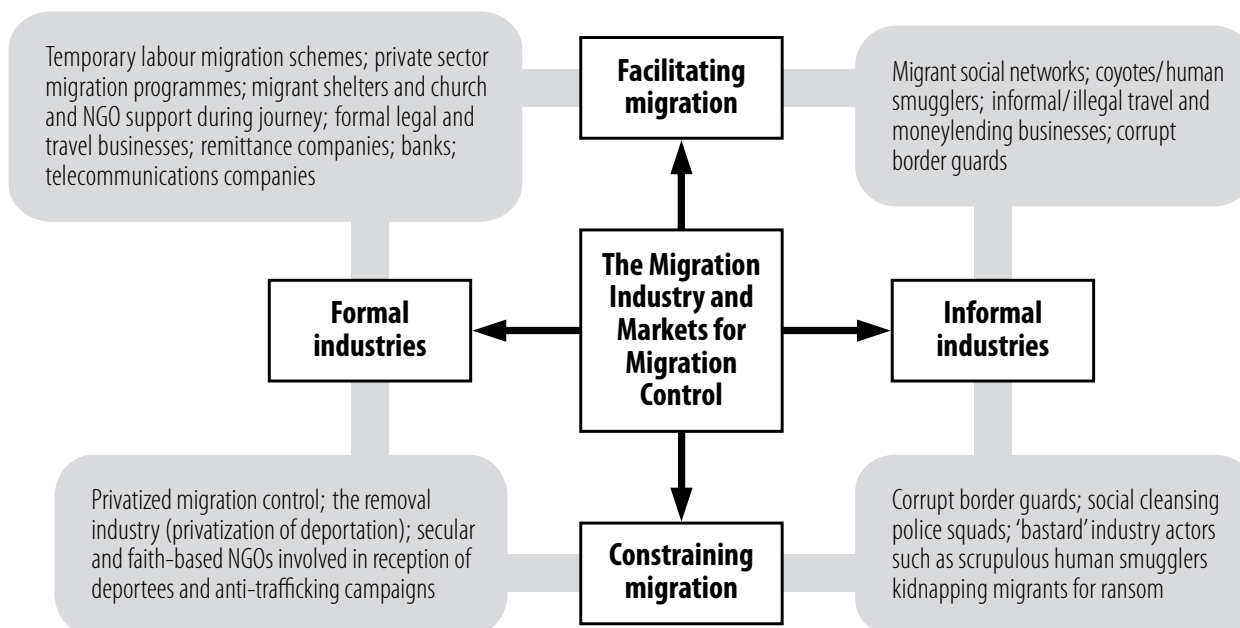 Temporary labour migration schemes; private sector
migration programmes; migrant shelters and church
and NGO support during journey; formal legal and
travel businesses; remittance companies; banks;
telecommunications companies
Facilitating
migration
Migrant social networks; coyotes/human
smugglers; informal/illegal travel and
moneylending businesses; corrupt
border guards
Formal
industries
The Migration
Industry and
Markets for
Migration
Control
Informal
industries
Privatized migration control; the removal
industry (privatization of deportation); secular
and faith-based NGOs involved in reception of
deportees and anti-trafficking campaigns
Constraining
migration
Corrupt border guards; social cleansing
police squads; ‘bastard’ industry actors
such as scrupulous human smugglers
kidnapping migrants for ransom